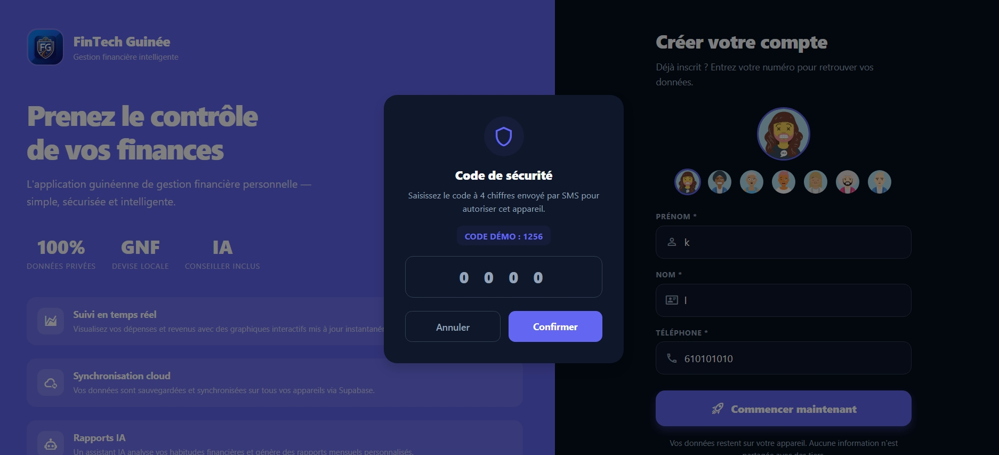 FG
FinTech Guinée
Gestion financière intelligente
Prenez le contrôle
de vos finances
L'application guinéenne de gestion financière personnelle —
simple, sécurisée et intelligente.
100%
DONNÉES PRIVÉES
GNF
DEVISE LOCALE
IA
CONSEILLER INCLUS
Suivi en temps réel
Visualisez vos dépenses et revenus avec des graphiques interactifs mis à jour
Synchronisation cloud
Vos données sont sauvegardées et synchronisées sur tous vos appareils via Supabase.
Rapports IA
Un assistant IA analyse vos habitudes financières et génère des rapports mensuels personnalisés.
Code de sécurité
Saisissez le code à 4 chiffres envoyé par SMS pour
autoriser cet appareil.
CODE DÉMO : 1256
0 0 0 0
Annuler
Confirmer
Créer votre compte
Déjà inscrit ? Entrez votre numéro pour retrouver vos
données.
PRÉNOM *
k
NOM *
l
TÉLÉPHONE *
610101010
Commencer maintenant
Vos données restent sur votre appareil. Aucune information n'est
partagée avec des tiers.